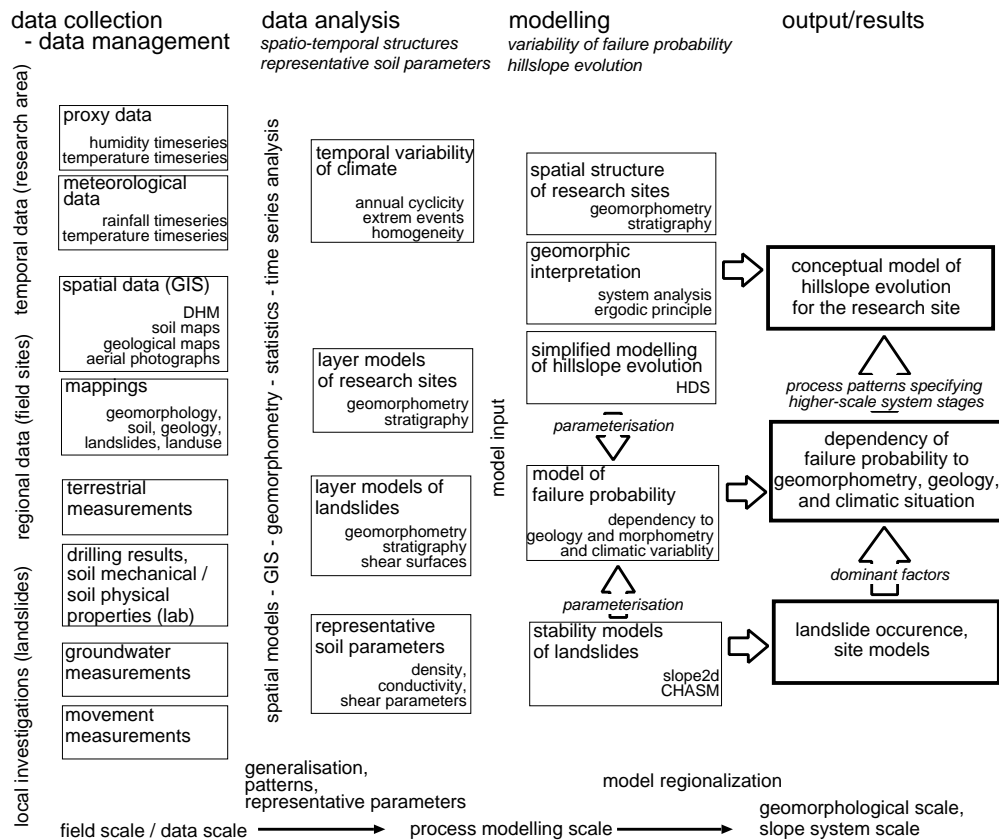 data collection
- data management
data analysis
spatio-temporal structures
representative soil parameters
modelling
variability of failure probability
hillslope evolution
output/results
temporal data (research area)
regional data (field sites)
local investigations (landslides)
proxy data
humidity timeseries
temperature timeseries
meteorological
data
rainfall timeseries
temperature timeseries
spatial data (GIS)
DHM
soil maps
geological maps
aerial photographs
mappings
geomorphology,
soil, geology,
landslides, landuse
terrestrial
measurements
drilling results,
soil mechanical /
soil physical
properties (lab)
groundwater
measurements
movement
measurements
spatial models - GIS - geomorphometry - statistics - time series analysis
temporal variability
of climate
annual cyclicity
extrem events
homogeneity
layer models
of research sites
geomorphometry
stratigraphy
layer models of
landslides
geomorphometry
stratigraphy
shear surfaces
representative
soil parameters
density,
conductivity,
shear parameters
model input
spatial structure
of research sites
geomorphometry
stratigraphy
geomorphic
interpretation
system analysis
ergodic principle
simplified modelling
of hillslope evolution
HDS
parameterisation
model of
failure probability
dependency to
geology and morphometry
and climatic variablity
parameterisation
stability models
of landslides
slope2d
CHASM
conceptual model of
hillslope evolution
for the research site
process patterns specifying
higher-scale system stages
dependency of
failure probability to
geomorphometry, geology,
and climatic situation
dominant factors
landslide occurence,
site models
generalisation,
patterns,
representative parameters
model regionalization
field scale / data scale
process modelling scale
geomorphological scale,
slope system scale